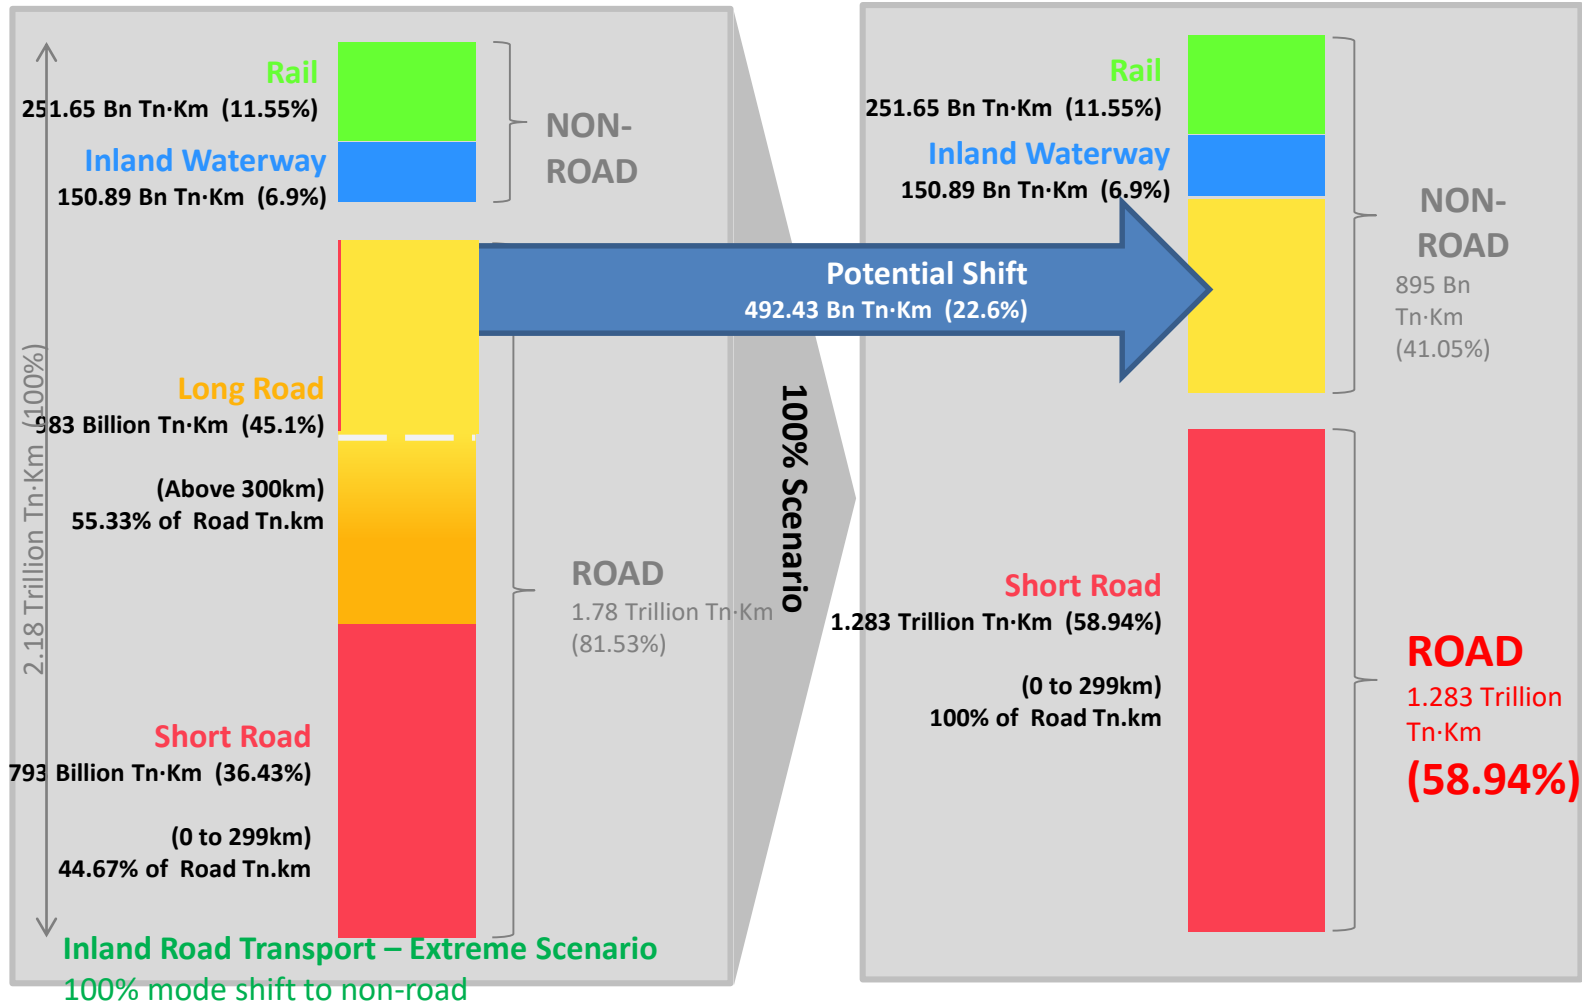 2.18 Trillion Tn·Km (100%)
Rail
251.65 Bn Tn·Km (11.55%)
Inland Waterway
150.89 Bn Tn·Km (6.9%)
NON-
ROAD
Long Road
983 Billion Tn·Km (45.1%)
(Above 300km)
55.33% of Road Tn.km
ROAD
1.78 Trillion Tn·Km
(81.53%)
Short Road
793 Billion Tn·Km (36.43%)
(0 to 299km)
44.67% of Road Tn.km
Inland Road Transport – Extreme Scenario
100% mode shift to non-road
Potential Shift
492.43 Bn Tn·Km (22.6%)
100% Scenario
Rail
251.65 Bn Tn·Km (11.55%)
Inland Waterway
150.89 Bn Tn·Km (6.9%)
NON-
ROAD
895 Bn
Tn·Km
(41.05%)
Short Road
1.283 Trillion Tn·Km (58.94%)
(0 to 299km)
100% of Road Tn.km
ROAD
1.283 Trillion
Tn·Km
(58.94%)